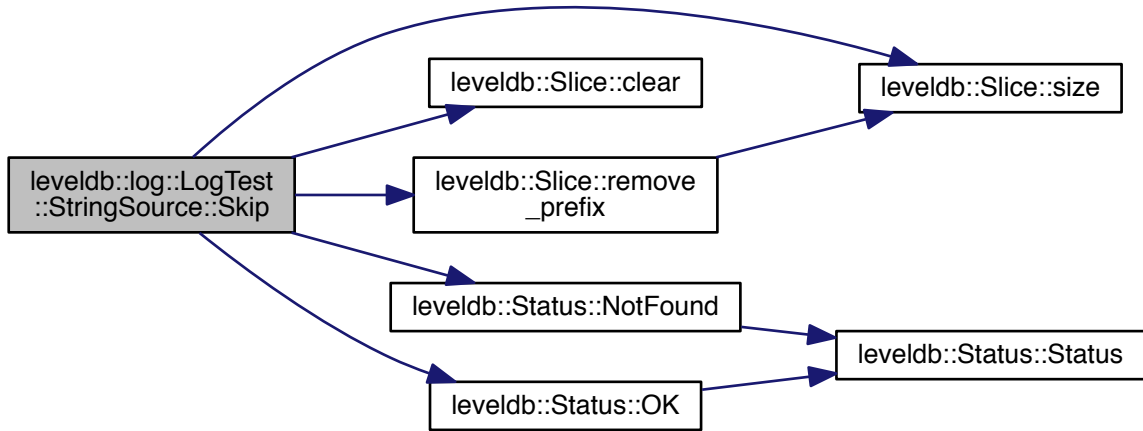 leveldb::log::LogTest
::StringSource::Skip
leveldb::Slice::clear
leveldb::Slice::size
leveldb::Slice::remove
_prefix
leveldb::Status::NotFound
leveldb::Status::Status
leveldb::Status::OK